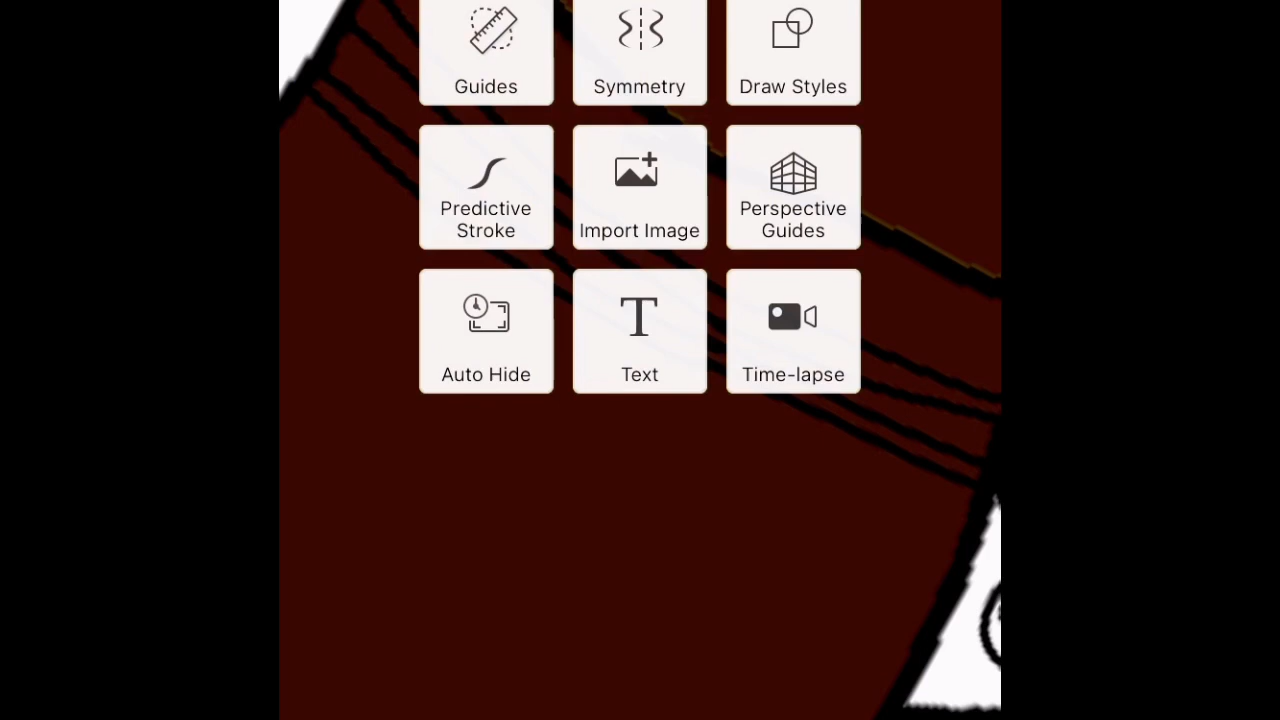 Guides
Symmetry
Draw Styles
Predictive
Stroke
Import Image
Perspective
Guides
Auto Hide
Text
Time-lapse